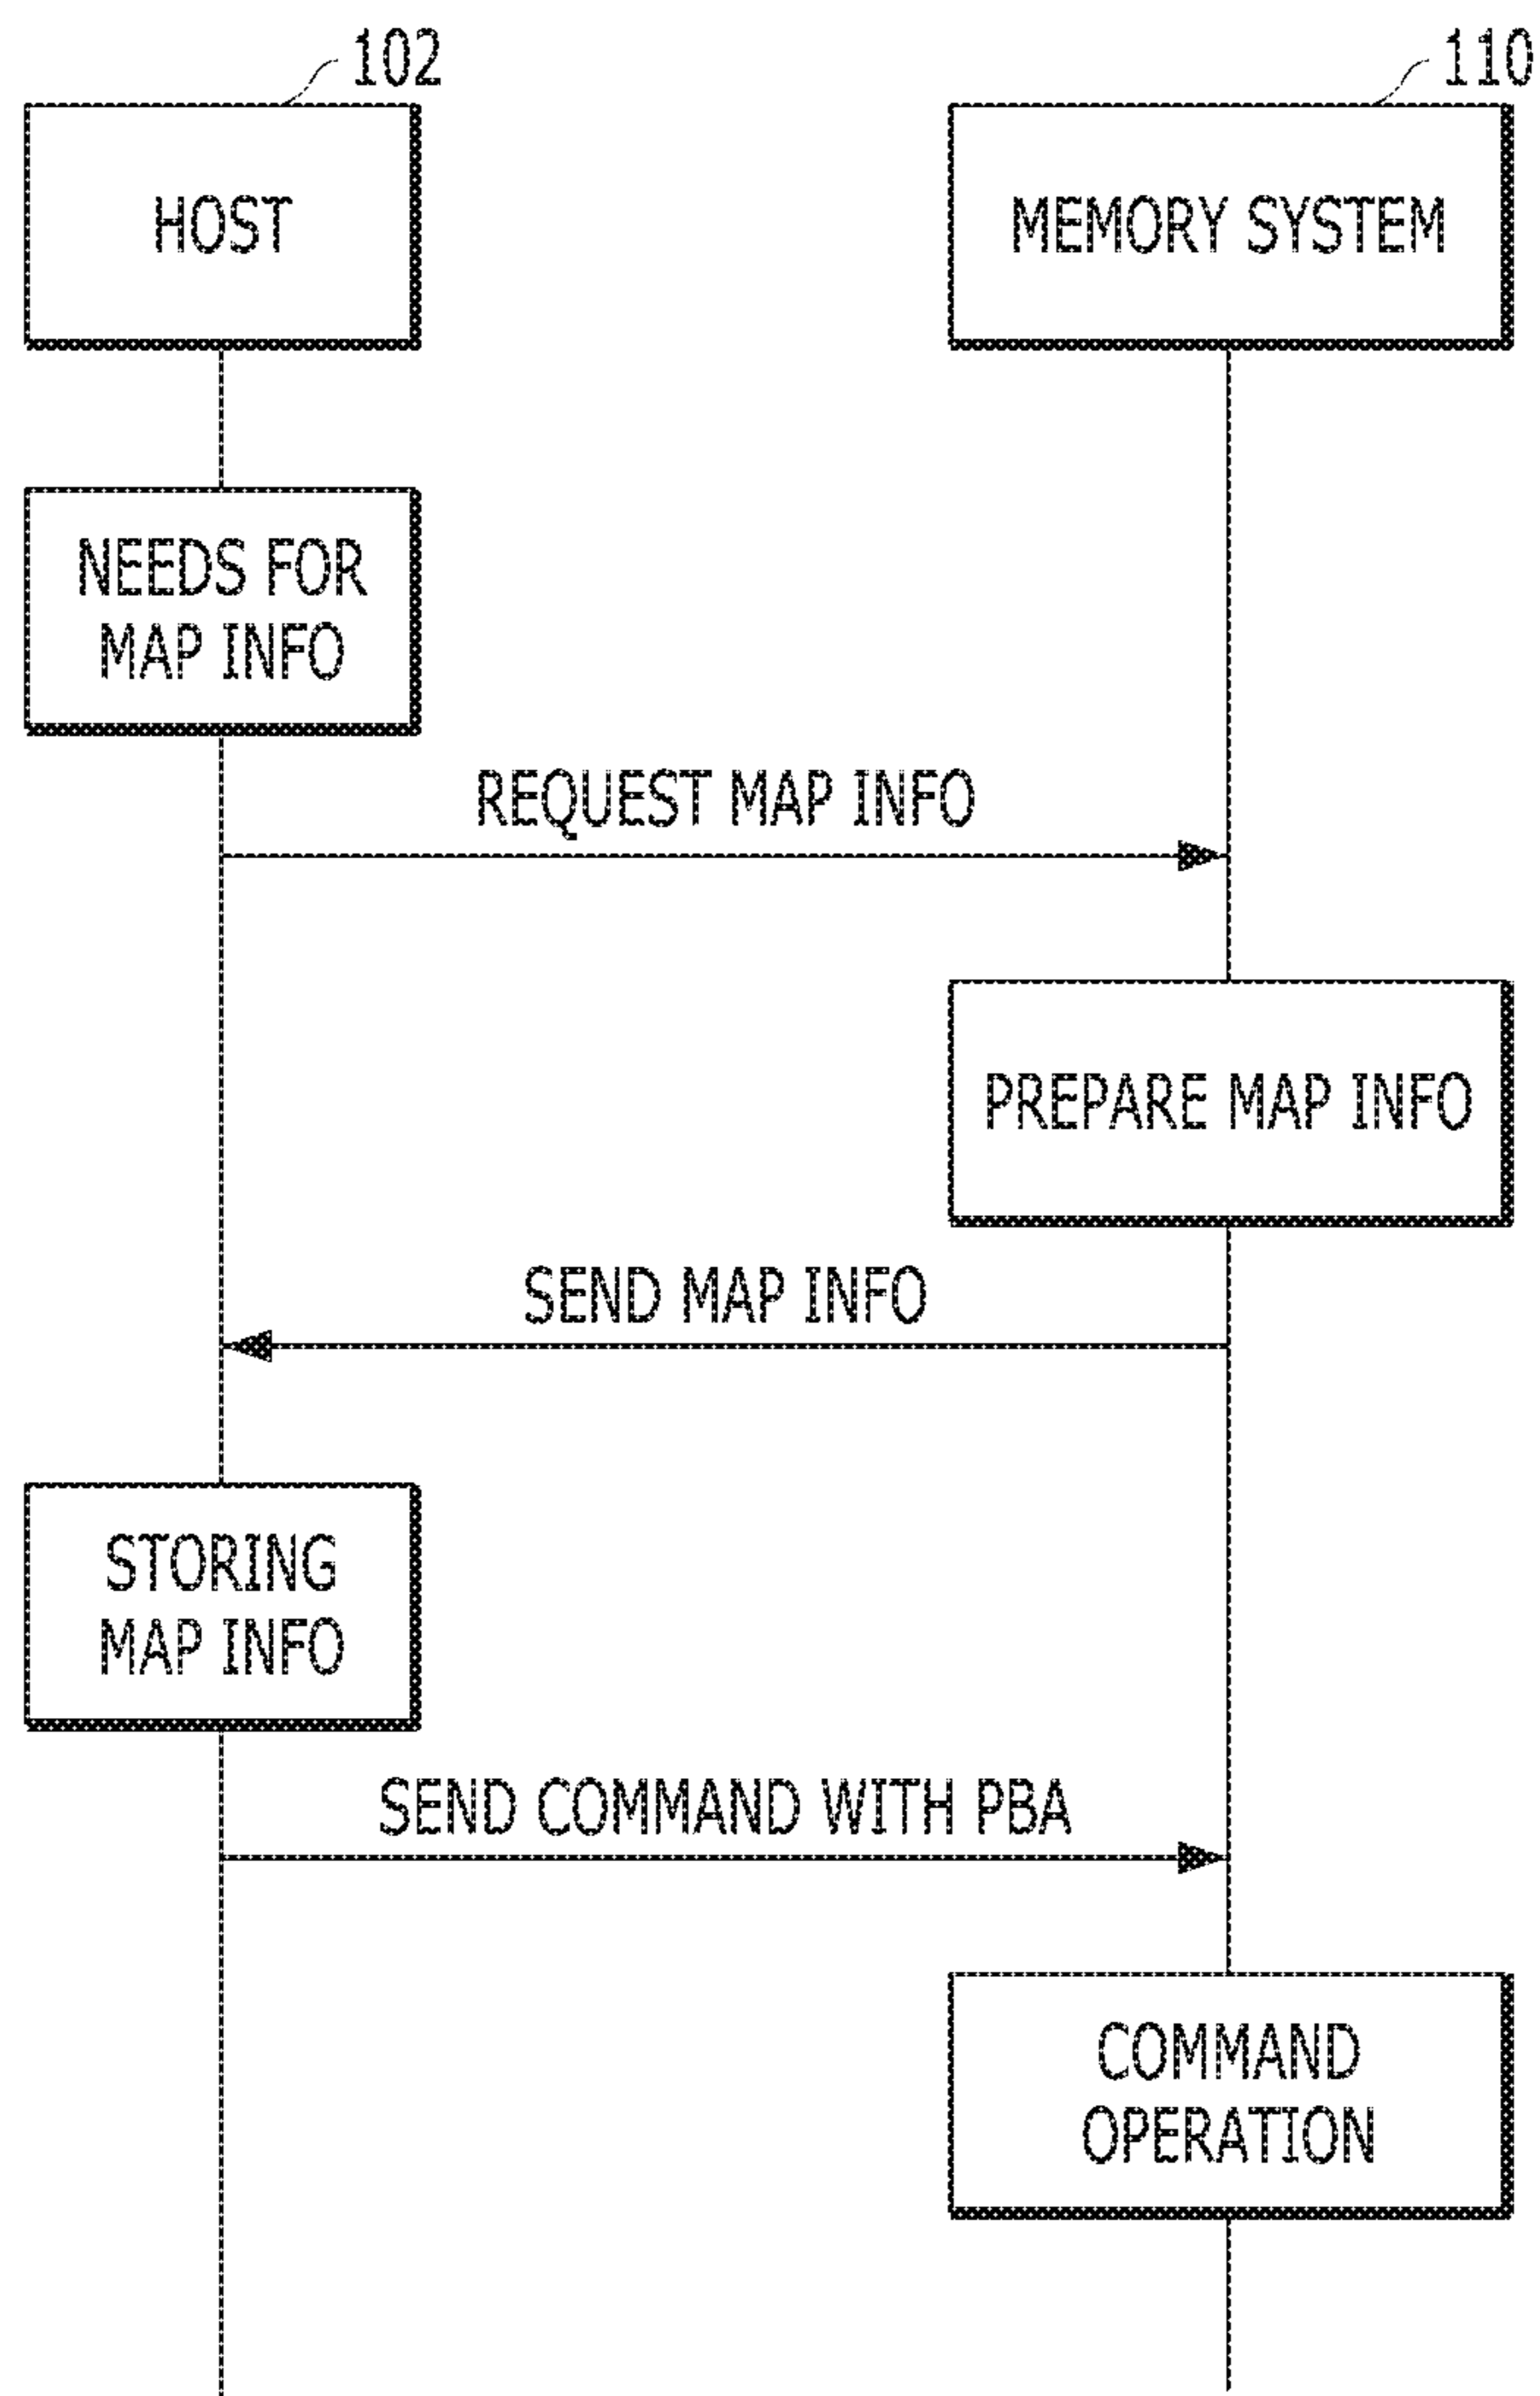 102
110
HOST
MEMORY SYSTEM
NEEDS FOR
MAP INFO
REQUEST MAP INFO
PREPARE MAP INFO
SEND MAP INFO
STORING
MAP INFO
SEND COMMAND WITH PBA
COMMAND
OPERATION